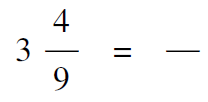 3 4/9 = —